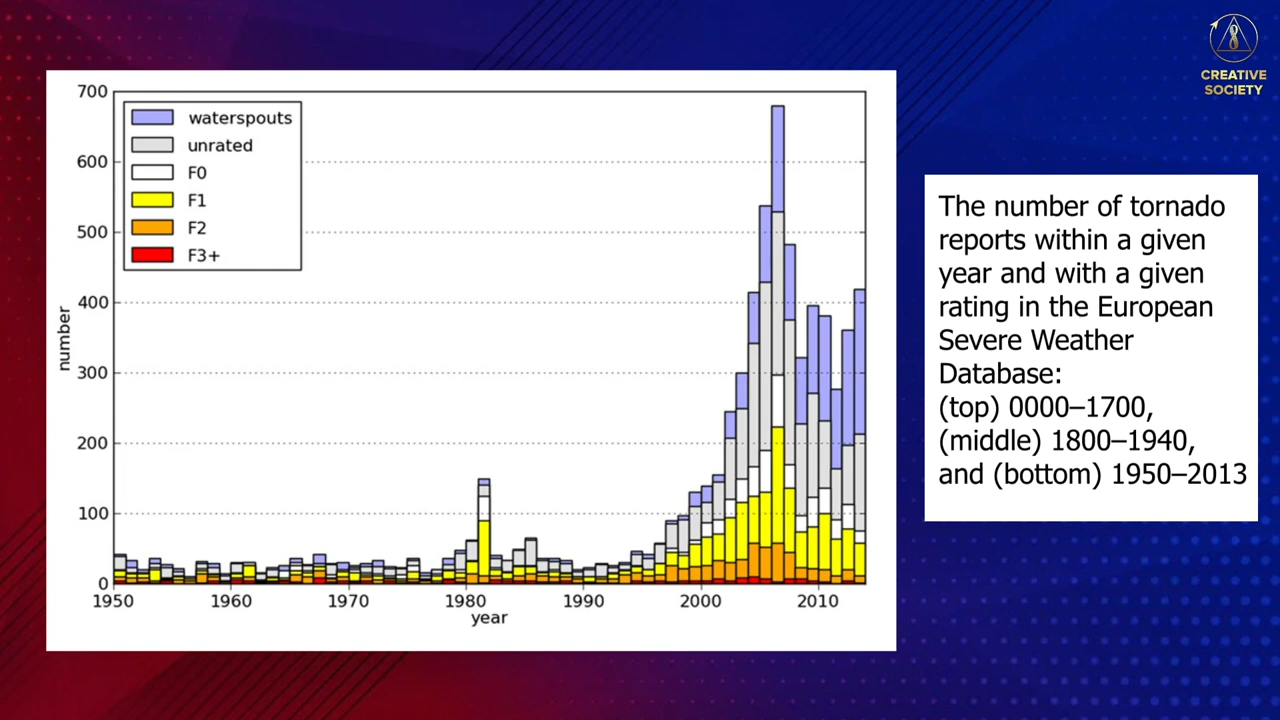 CREATIVE
SOCIETY
700
600
500
400
300
200
100
0
number
waterspouts
unrated
F0
F1
F2
F3+
1950
1960
1970
1980
1990
2000
2010
year
The number of tornado
reports within a given
year and with a given
rating in the European
Severe Weather
Database:
(top) 0000–1700,
(middle) 1800–1940,
and (bottom) 1950–2013